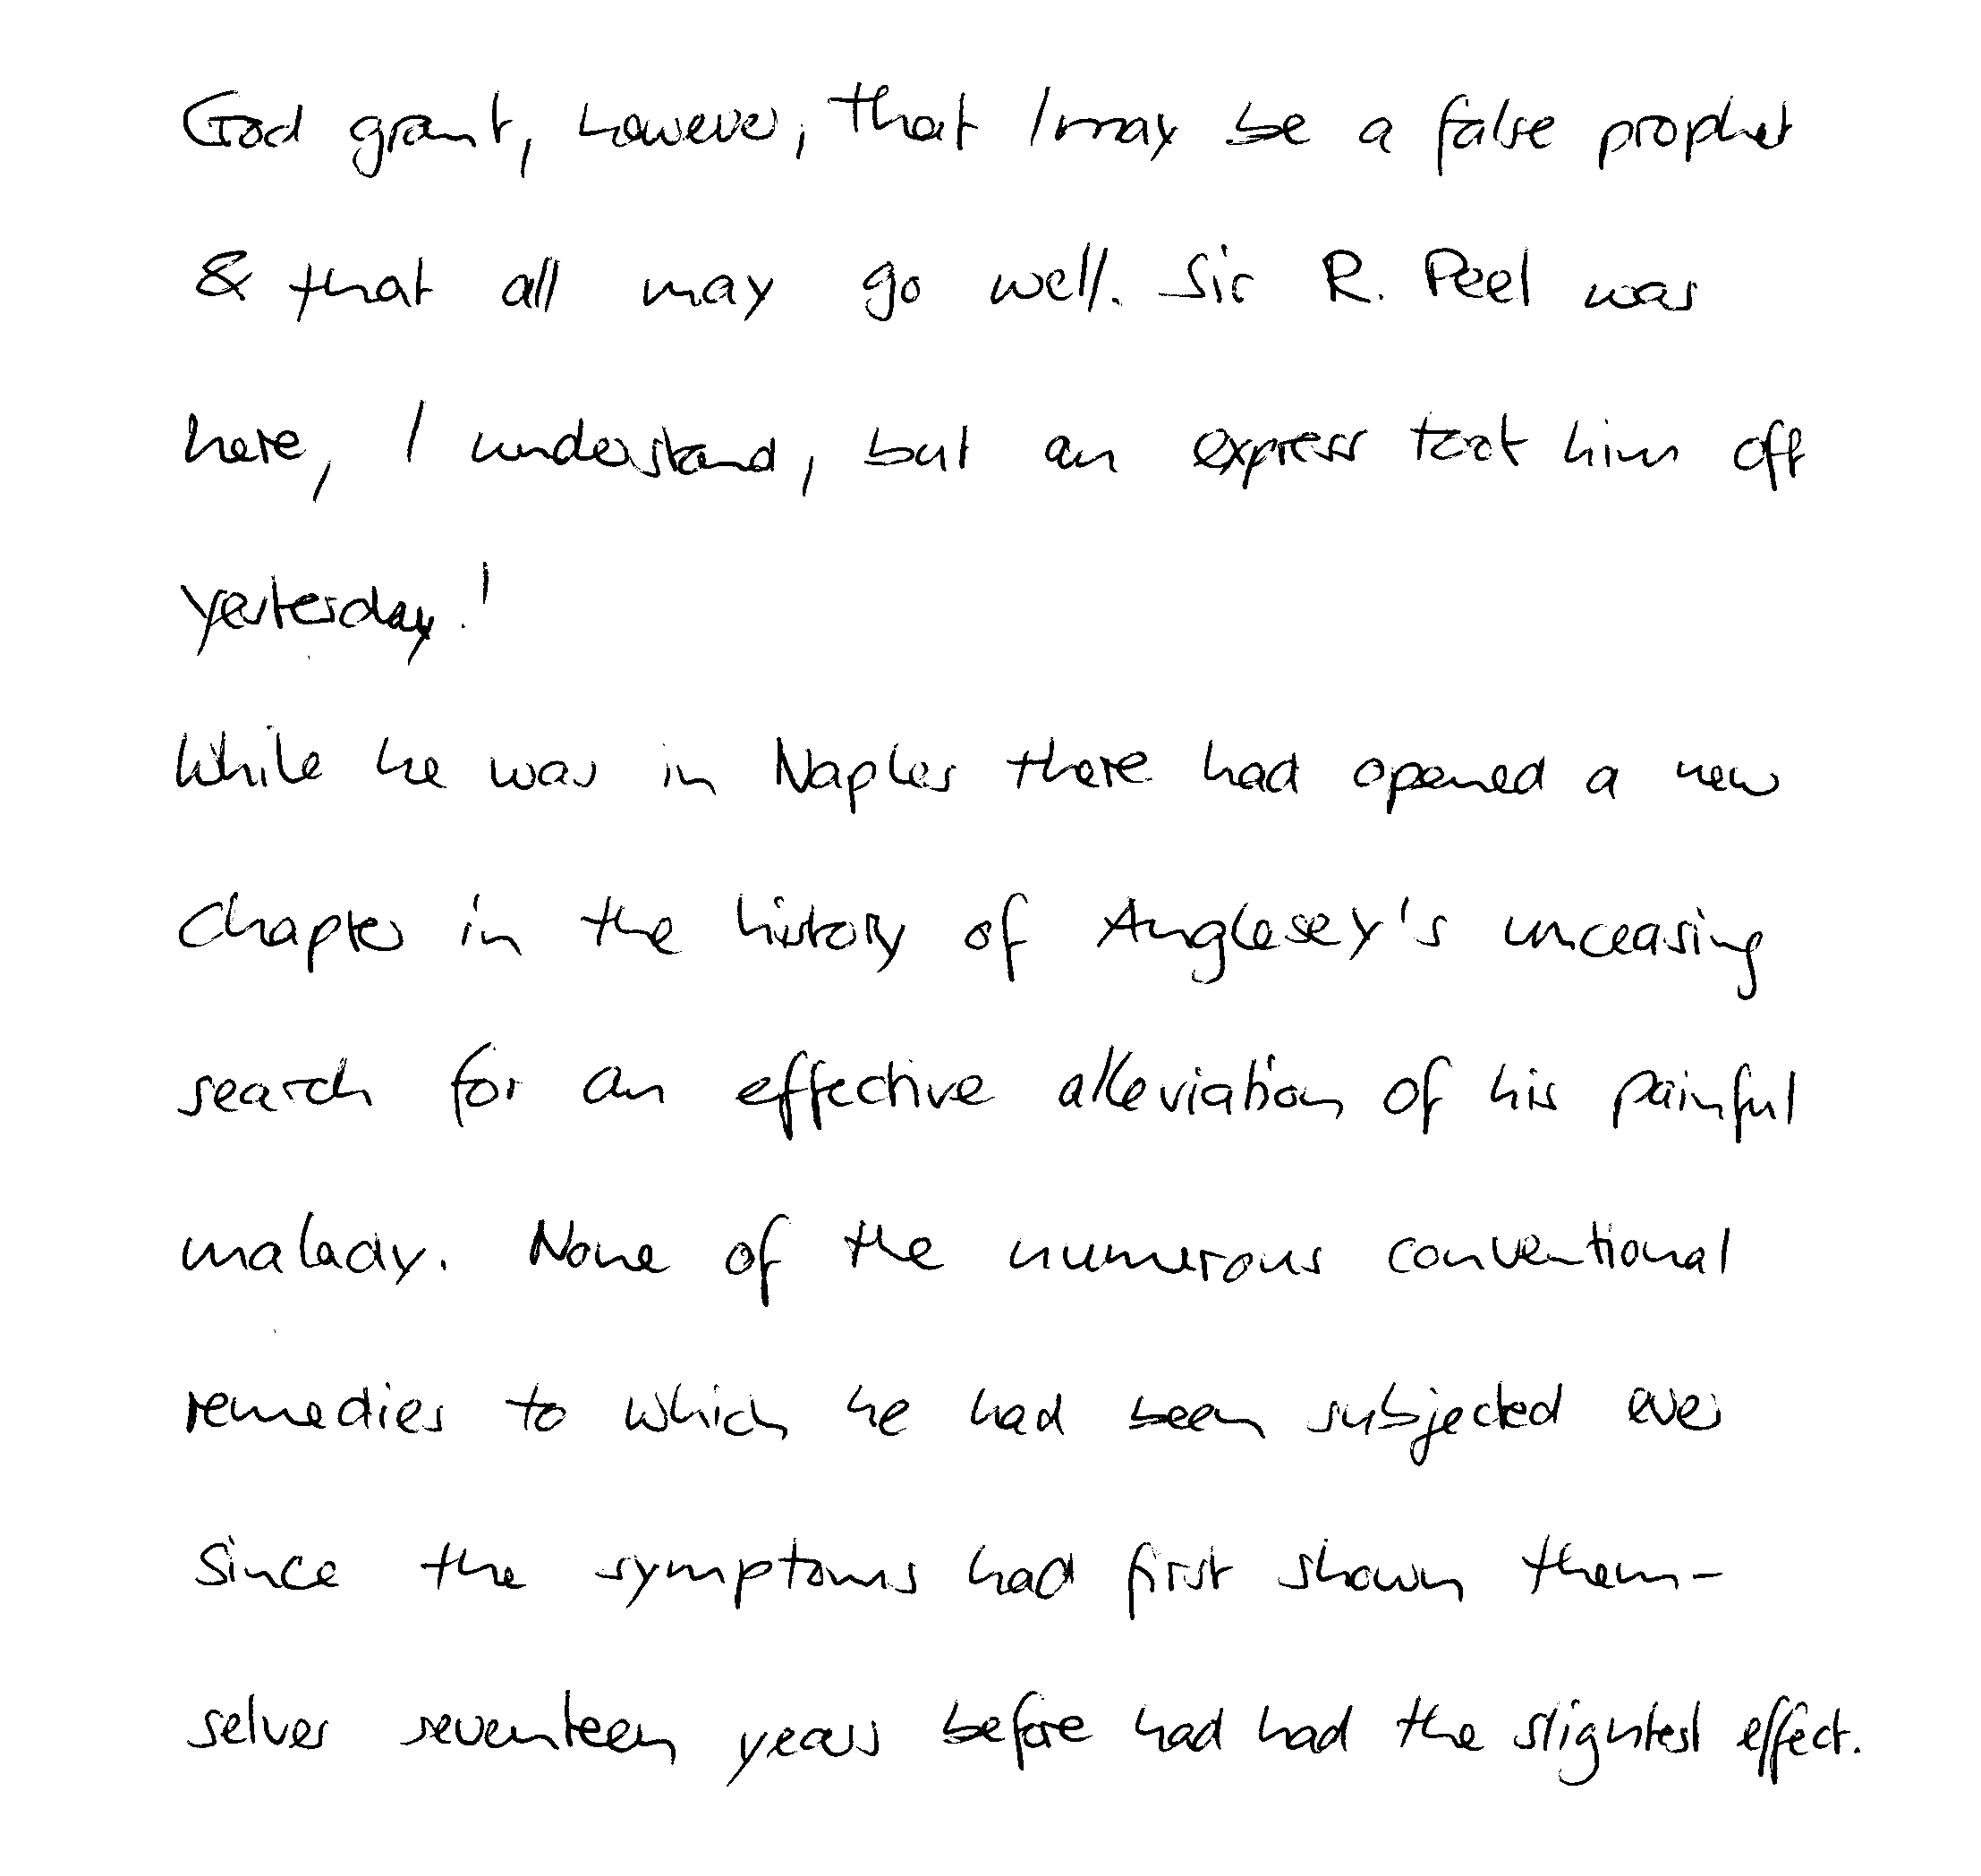 God grant, however, that I may be a false prophet
& that all may go well. Sir R. Peel was
here, I understand, but an express took him off
yesterday!
While he was in Naples there had opened a new
chapter in the history of Anglesey's unceasing
search for an effective alleviation of his painful
malady. None of the numerous conventional
remedies to which he had been subjected ever
since the symptoms had first shown them-
selves seventeen years before had had the slightest effect.